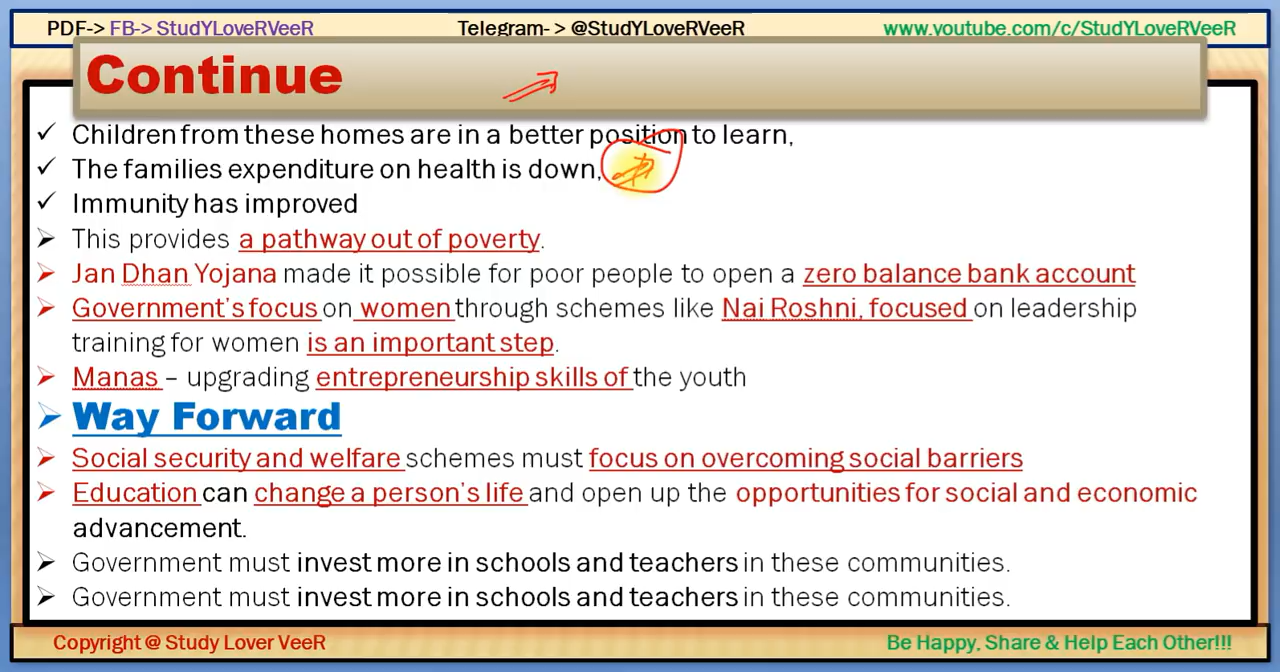 PDF-> FB-> StudYLoveRVeeR Telegram- > @StudYLoveRVeeR www.youtube.com/c/StudYLOVERVEeR
Continue
✓ Children from these homes are in a better position to learn,
✓ The families expenditure on health is down,
✓ Immunity has improved
➤ This provides a pathway out of poverty.
➤ Jan Dhan Yojana made it possible for poor people to open a zero balance bank account
➤ Government's focus on women through schemes like Nai Roshni, focused on leadership
training for women is an important step.
➤ Manas – upgrading entrepreneurship skills of the youth
➤ Way Forward
➤ Social security and welfare schemes must focus on overcoming social barriers
➤ Education can change a person's life and open up the opportunities for social and economic
advancement.
➤ Government must invest more in schools and teachers in these communities.
➤ Government must invest more in schools and teachers in these communities.
Copyright @ Study Lover VeeR Be Happy, Share & Help Each Other!!!